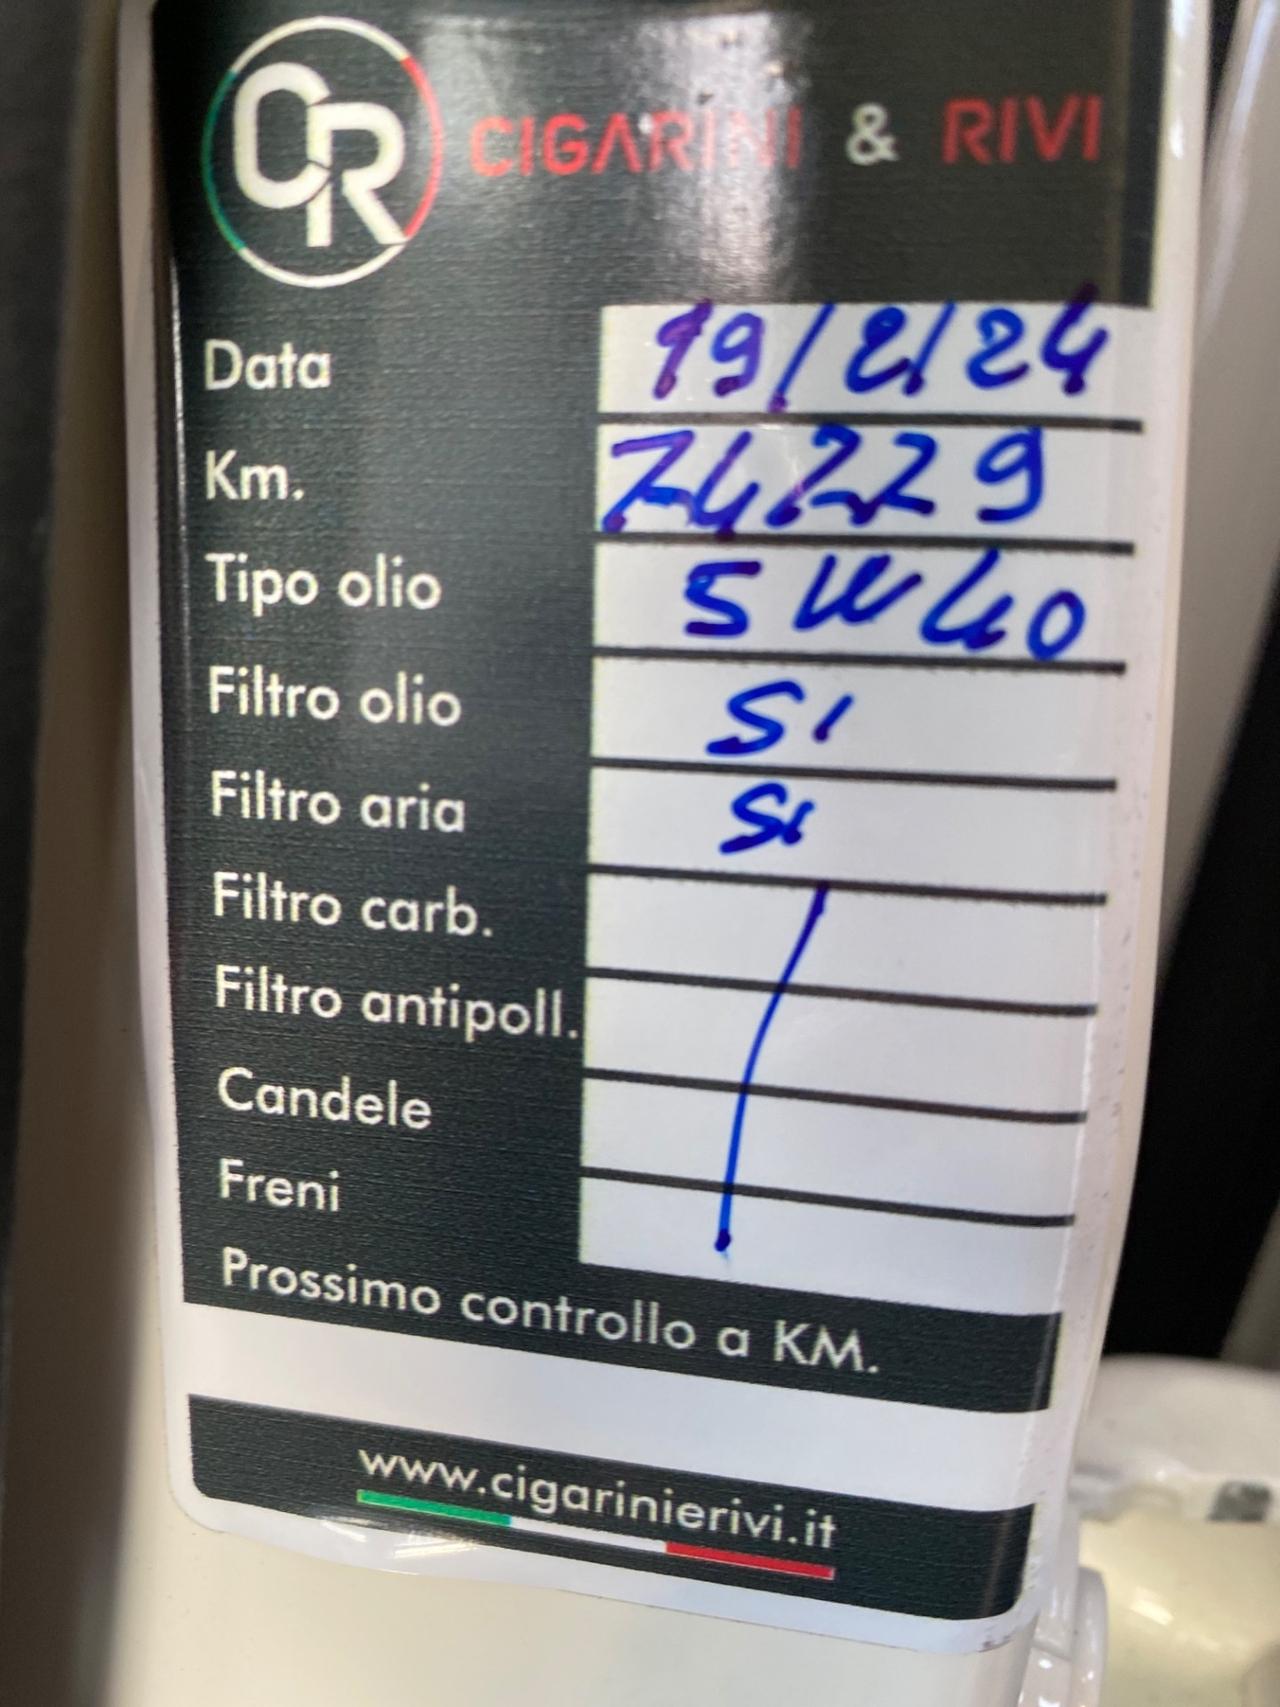 CR CIGARINI & RIVI
Data 19/2/24
Km. 74229
Tipo olio 5W40
Filtro olio Si
Filtro aria Si
Filtro carb.
Filtro antipoll.
Candele
Freni
Prossimo controllo a KM.
www.cigarinierivi.it